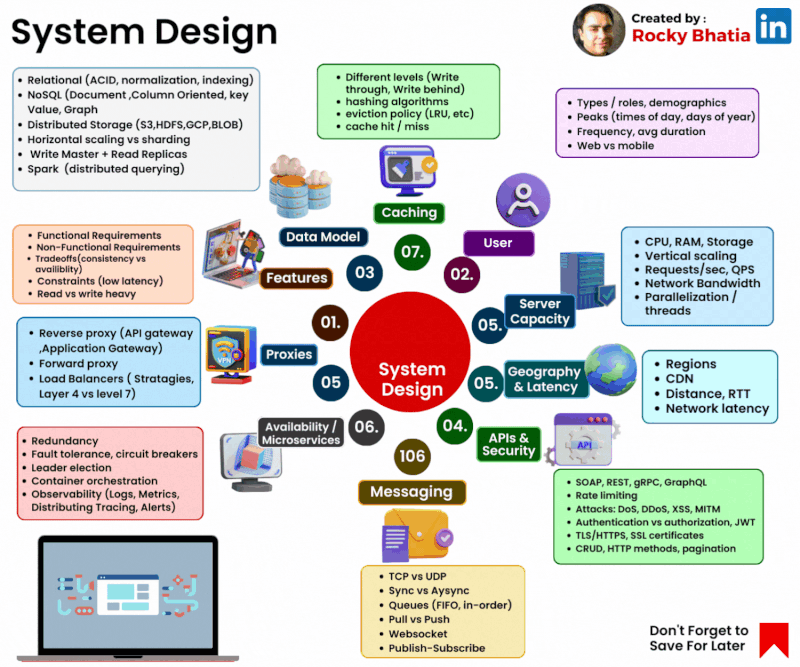 System Design
Created by :
Rocky Bhatia
in
Relational (ACID, normalization, indexing)
NoSQL (Document ,Column Oriented, key
Value, Graph
Distributed Storage (S3,HDFS,GCP,BLOB)
Horizontal scaling vs sharding
Write Master + Read Replicas
Spark (distributed querying)
Different levels (Write
through, Write behind)
hashing algorithms
eviction policy (LRU, etc)
cache hit / miss
Types / roles, demographics
Peaks (times of day, days of year)
Frequency, avg duration
Web vs mobile
Data Model
03
Caching
07.
User
02.
Functional Requirements
Non-Functional Requirements
Tradeoffs(consistency vs
availiblity)
Constraints (low latency)
Read vs write heavy
Features
01.
Server
Capacity
05.
CPU, RAM, Storage
Vertical scaling
Requests/sec, QPS
Network Bandwidth
Parallelization /
threads
Reverse proxy (API gateway
,Application Gateway)
Forward proxy
Load Balancers ( Stratagies,
Layer 4 vs level 7)
VPN
Proxies
05
System
Design
05.
Geography
& Latency
Regions
CDN
Distance, RTT
Network latency
Redundancy
Fault tolerance, circuit breakers
Leader election
Container orchestration
Observability (Logs, Metrics,
Distributing Tracing, Alerts)
Availability /
Microservices
06.
106
Messaging
04.
APIs &
Security
API
SOAP, REST, gRPC, GraphQL
Rate limiting
Attacks: DoS, DDoS, XSS, MITM
Authentication vs authorization, JWT
TLS/HTTPS, SSL certificates
CRUD, HTTP methods, pagination
TCP vs UDP
Sync vs Aysync
Queues (FIFO, in-order)
Pull vs Push
Websocket
Publish-Subscribe
Don't Forget to
Save For Later